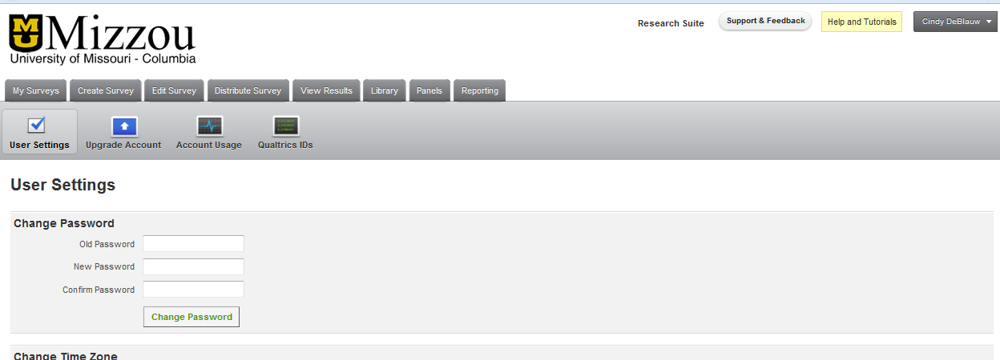 MU Mizzou
University of Missouri - Columbia
Research Suite
Support & Feedback
Help and Tutorials
Cindy DeBlauw
My Surveys
Create Survey
Edit Survey
Distribute Survey
View Results
Library
Panels
Reporting
User Settings
Upgrade Account
Account Usage
Qualtrics IDs
User Settings
Change Password
Old Password
New Password
Confirm Password
Change Password
Change Time Zone